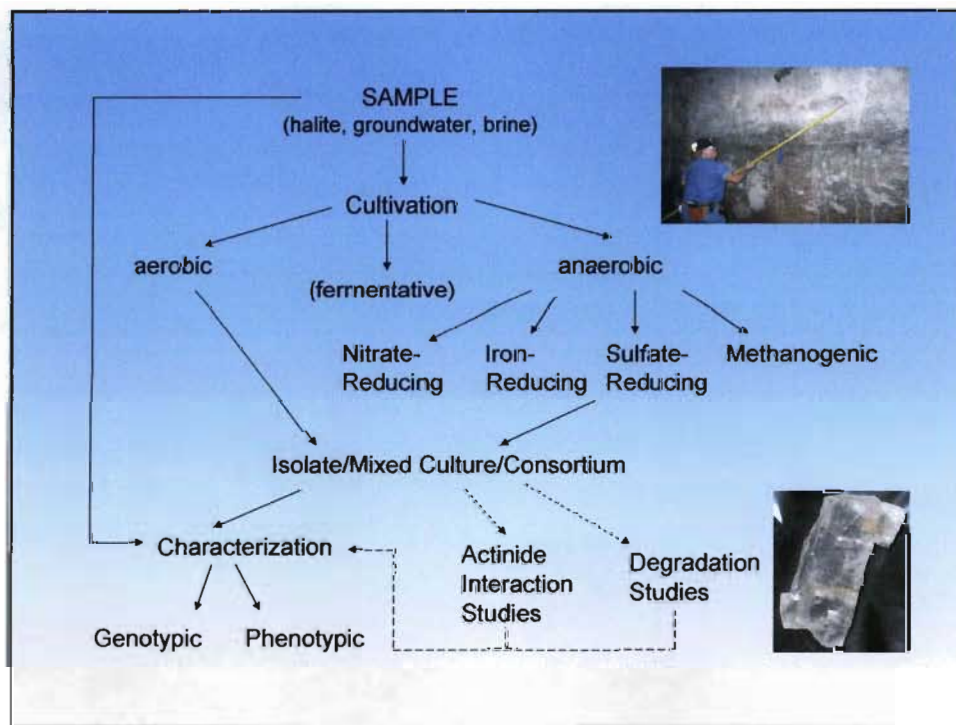 SAMPLE
(halite, groundwater, brine)
Cultivation
aerobic
(ferrmentative)
anaerobic
Nitrate-
Reducing
Iron-
Reducing
Sulfate-
Reducing
Methanogenic
Isolate/Mixed Culture/Consortium
Characterization
Actinide
Interaction
Studies
Degradation
Studies
Genotypic
Phenotypic